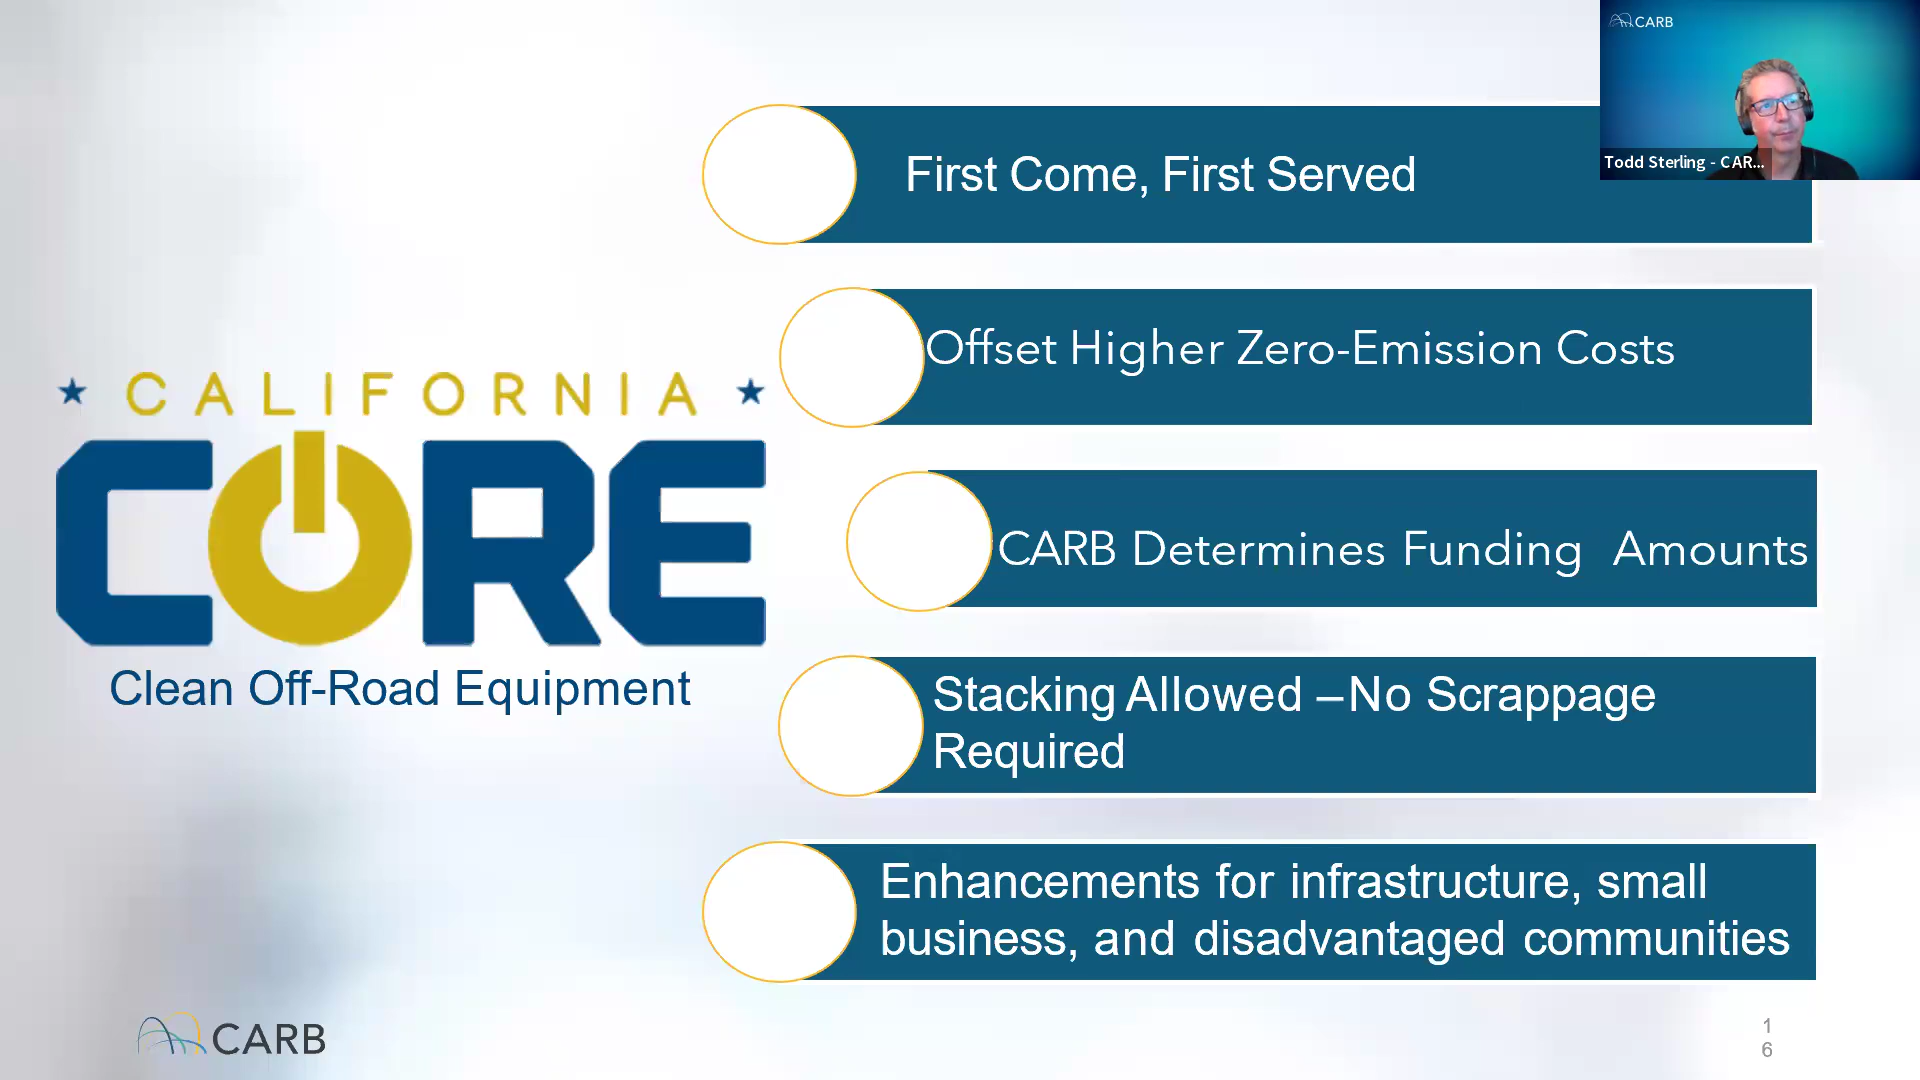 CARB
Todd Sterling - CAR...
First Come, First Served
Offset Higher Zero-Emission Costs
CARB Determines Funding  Amounts
Stacking Allowed –No Scrappage
Required
Enhancements for infrastructure, small
business, and disadvantaged communities
CALIFORNIA
CORE
Clean Off-Road Equipment
CARB
1
6